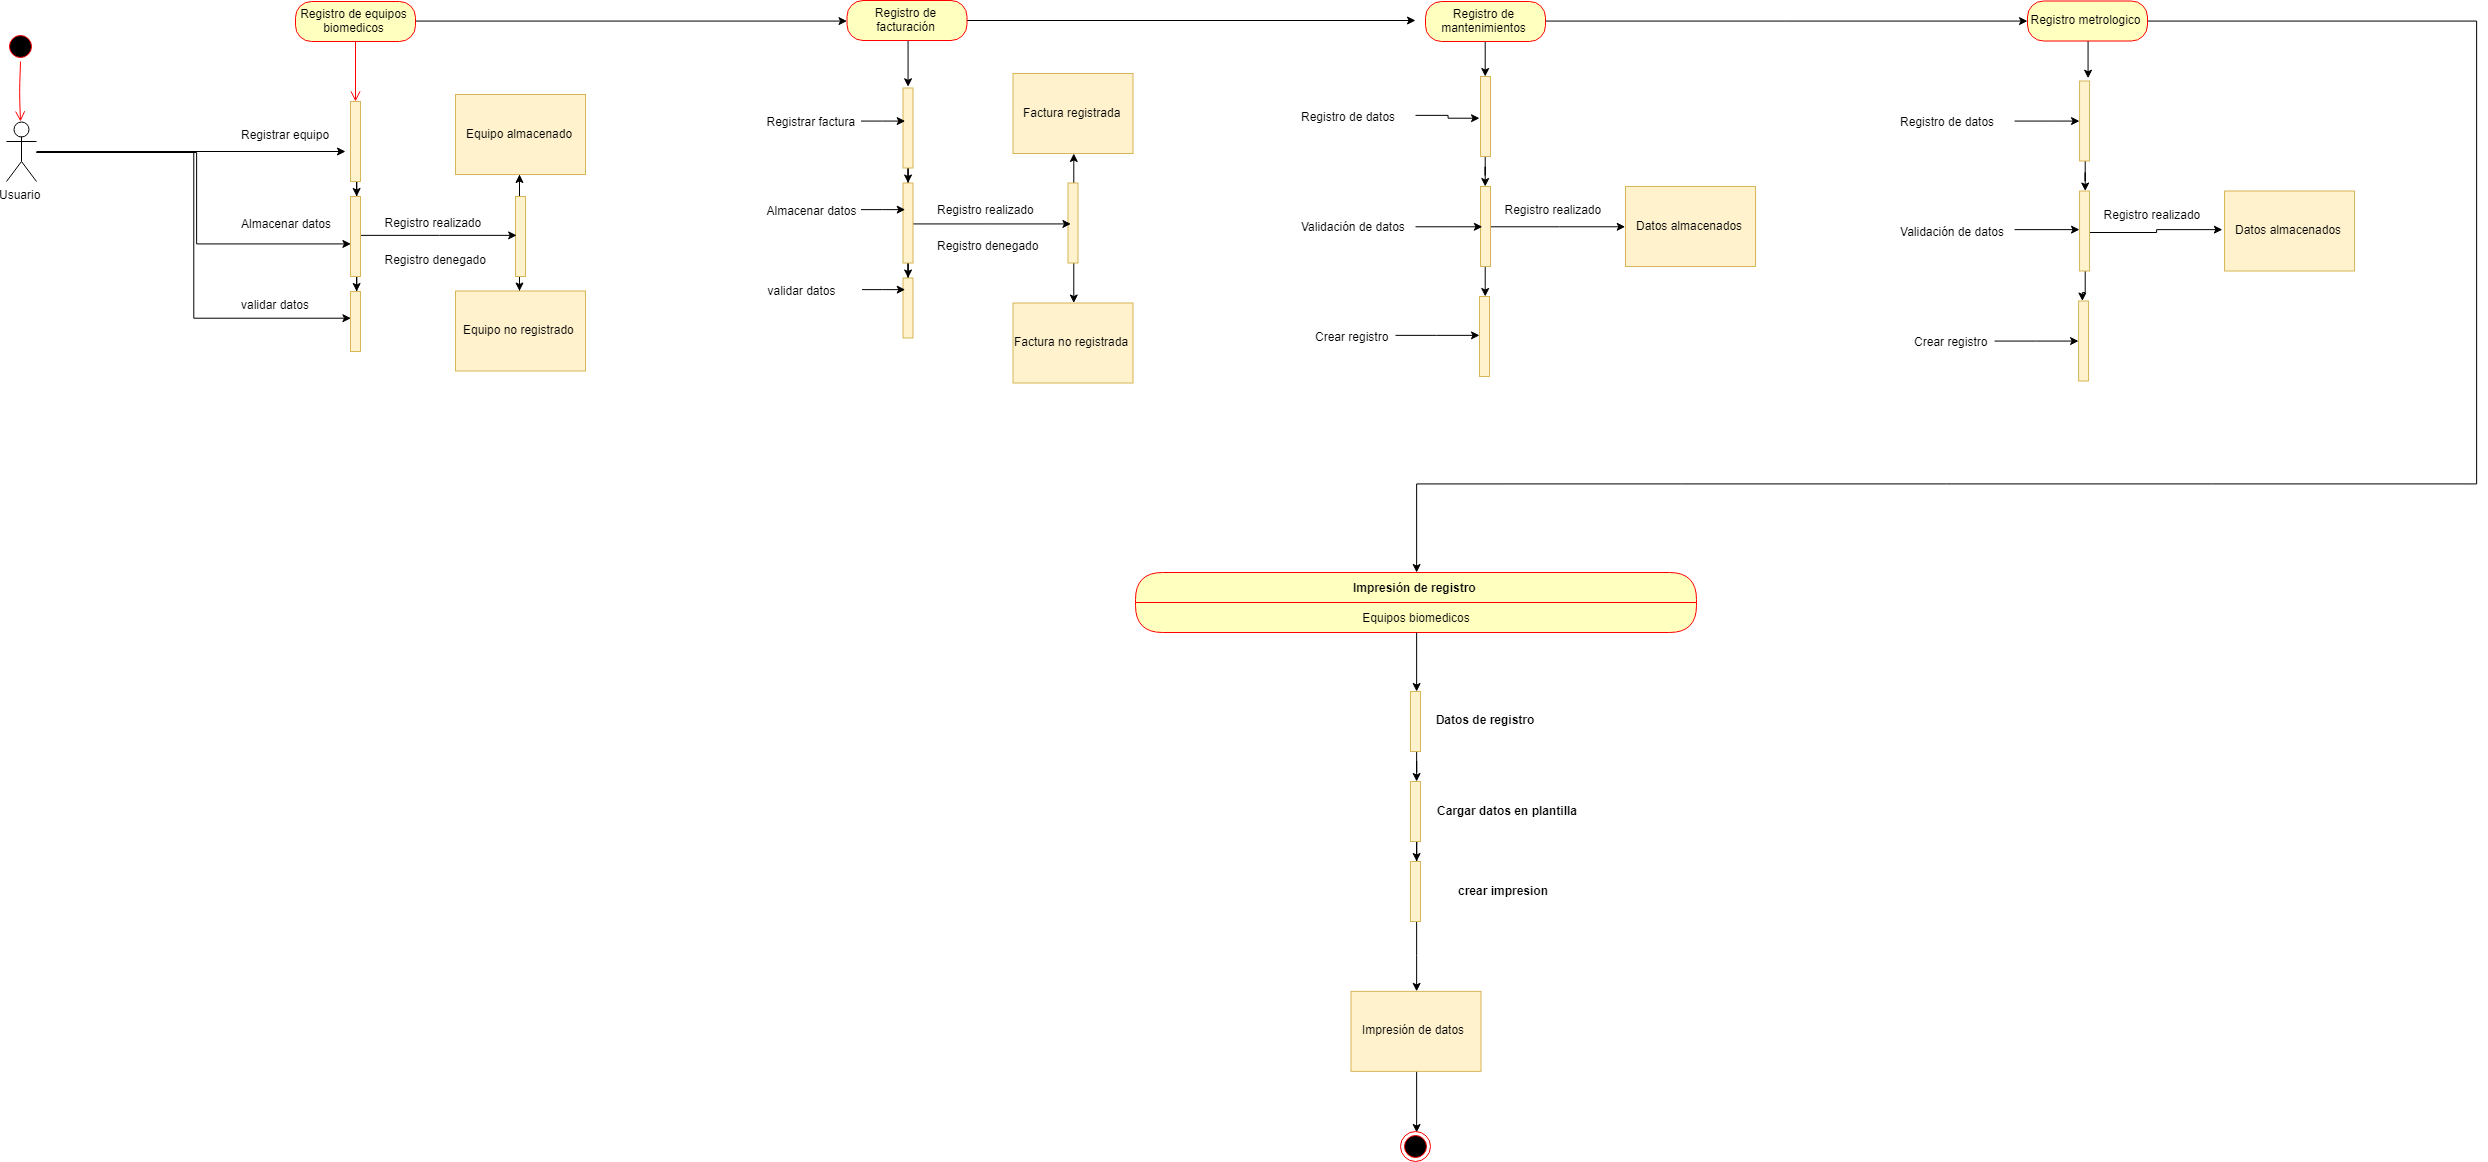 Registro de equipos
biomedicos
Registro de
facturación
Registro de
mantenimientos
Registro metrologico
Usuario
Registrar equipo
Almacenar datos
validar datos
Registro realizado
Registro denegado
Equipo almacenado
Equipo no registrado
Registrar factura
Almacenar datos
validar datos
Registro realizado
Registro denegado
Factura registrada
Factura no registrada
Registro de datos
Validación de datos
Crear registro
Registro realizado
Datos almacenados
Registro de datos
Validación de datos
Crear registro
Registro realizado
Datos almacenados
Impresión de registro
Equipos biomedicos
Datos de registro
Cargar datos en plantilla
crear impresion
Impresión de datos